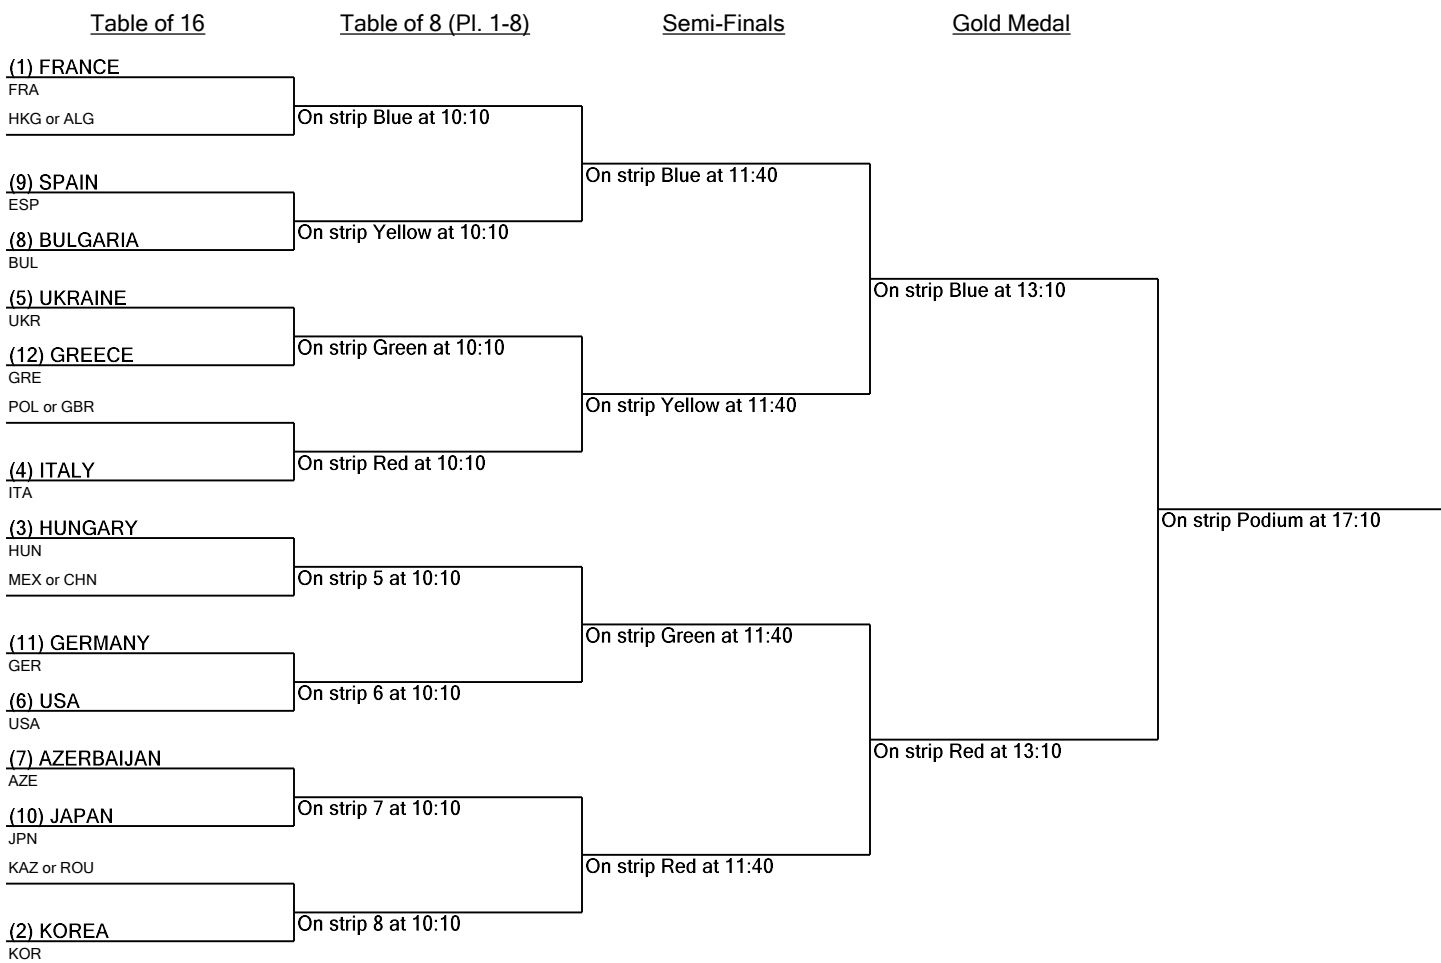 Table of 16
Table of 8 (Pl. 1-8)
Semi-Finals
Gold Medal
(1) FRANCE
FRA
HKG or ALG
On strip Blue at 10:10
On strip Blue at 11:40
(9) SPAIN
ESP
On strip Yellow at 10:10
(8) BULGARIA
BUL
On strip Blue at 13:10
(5) UKRAINE
UKR
On strip Green at 10:10
(12) GREECE
GRE
POL or GBR
On strip Yellow at 11:40
On strip Red at 10:10
(4) ITALY
ITA
On strip Podium at 17:10
(3) HUNGARY
HUN
MEX or CHN
On strip 5 at 10:10
On strip Green at 11:40
(11) GERMANY
GER
On strip 6 at 10:10
(6) USA
USA
On strip Red at 13:10
(7) AZERBAIJAN
AZE
On strip 7 at 10:10
(10) JAPAN
JPN
KAZ or ROU
On strip Red at 11:40
On strip 8 at 10:10
(2) KOREA
KOR